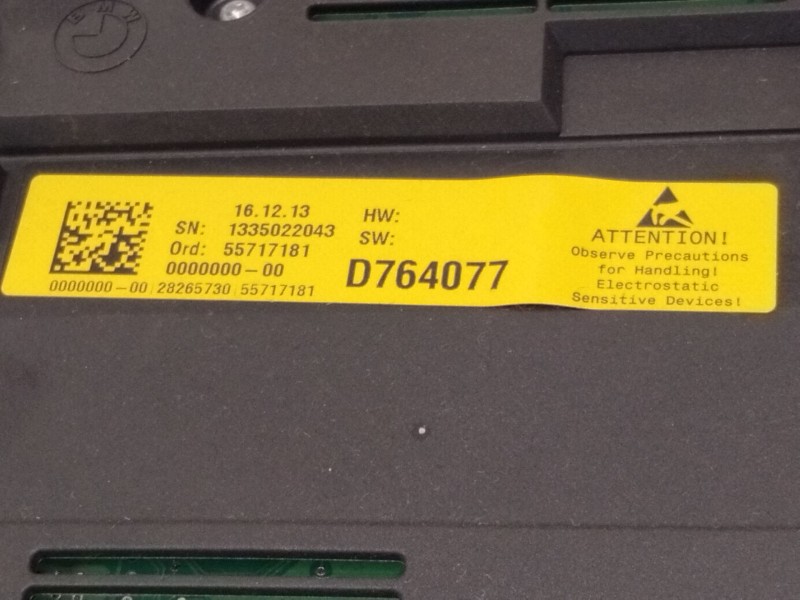 BMW
16.12.13
SN: 1335022043
Ord: 55717181
0000000-00
0000000-00 28265730 55717181
HW:
SW:
D764077
ATTENTION!
Observe Precautions
for Handling!
Electrostatic
Sensitive Devices!